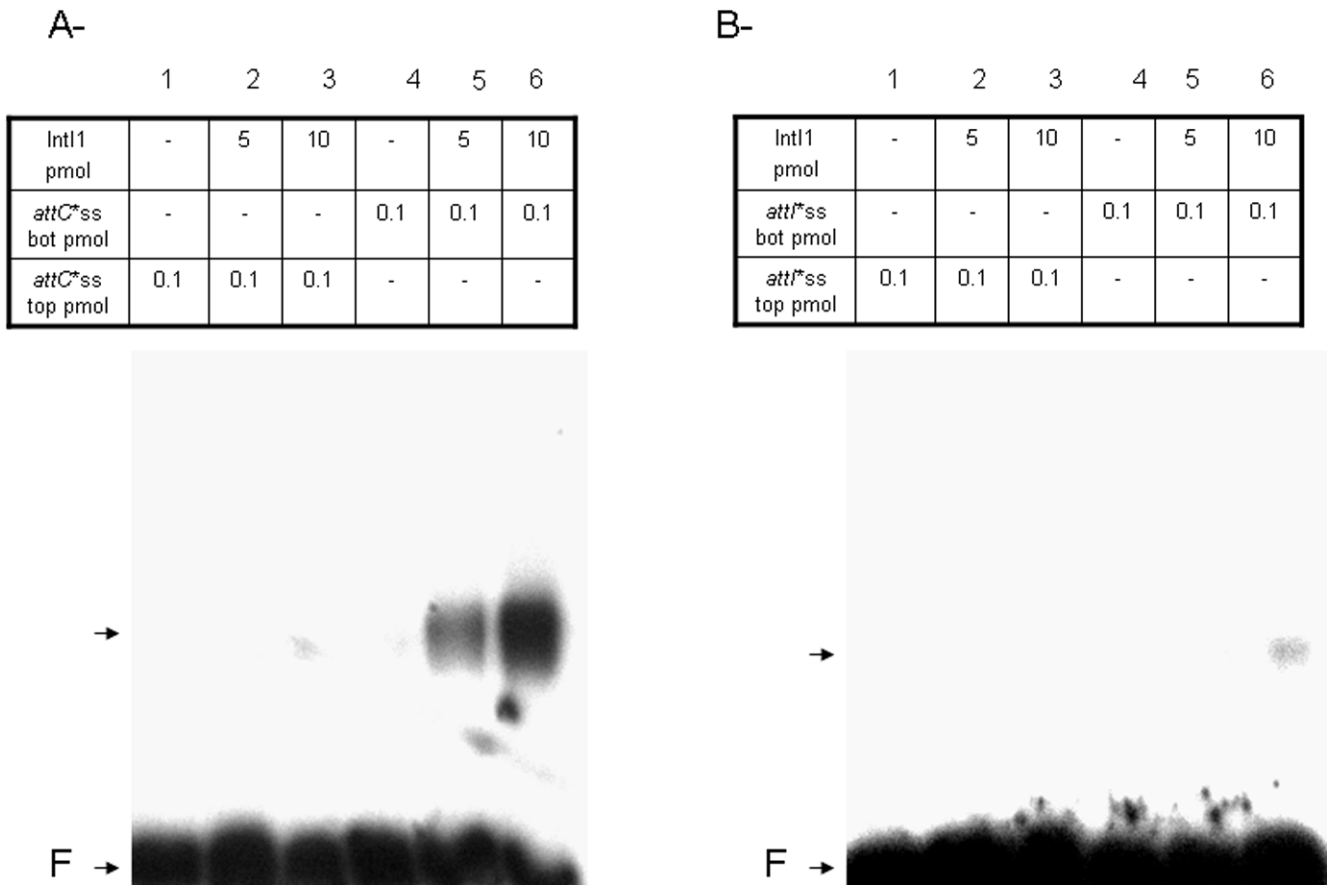 A-
1 2 3 4 5 6
IntI1 pmol - 5 10 - 5 10
attC*ss bot pmol - - - 0.1 0.1 0.1
attC*ss top pmol 0.1 0.1 0.1 - - -
F
B-
1 2 3 4 5 6
IntI1 pmol - 5 10 - 5 10
attI*ss bot pmol - - - 0.1 0.1 0.1
attI*ss top pmol 0.1 0.1 0.1 - - -
F